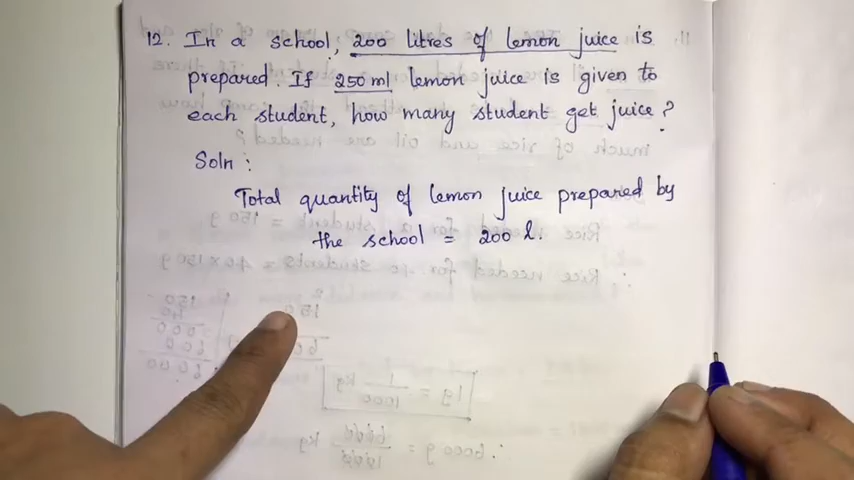 12. In a school, 200 litres of lemon juice is
prepared. If 250 ml lemon juice is given to
each student, how many student get juice?
Soln :
Total quantity of lemon juice prepared by
the school = 200 l.